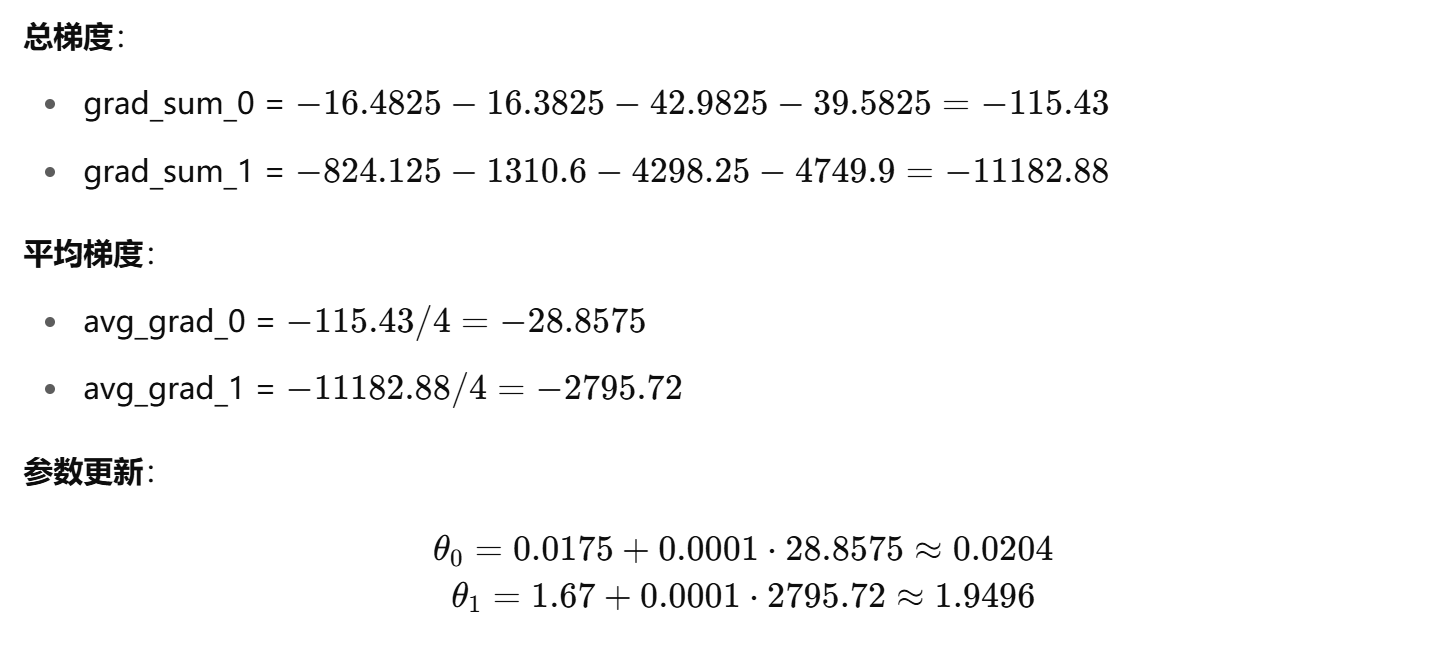 总梯度：
• grad_sum_0 = −16.4825 − 16.3825 − 42.9825 − 39.5825 = −115.43
• grad_sum_1 = −824.125 − 1310.6 − 4298.25 − 4749.9 = −11182.88
平均梯度：
• avg_grad_0 = −115.43/4 = −28.8575
• avg_grad_1 = −11182.88/4 = −2795.72
参数更新：
θ₀ = 0.0175 + 0.0001 · 28.8575 ≈ 0.0204
θ₁ = 1.67 + 0.0001 · 2795.72 ≈ 1.9496